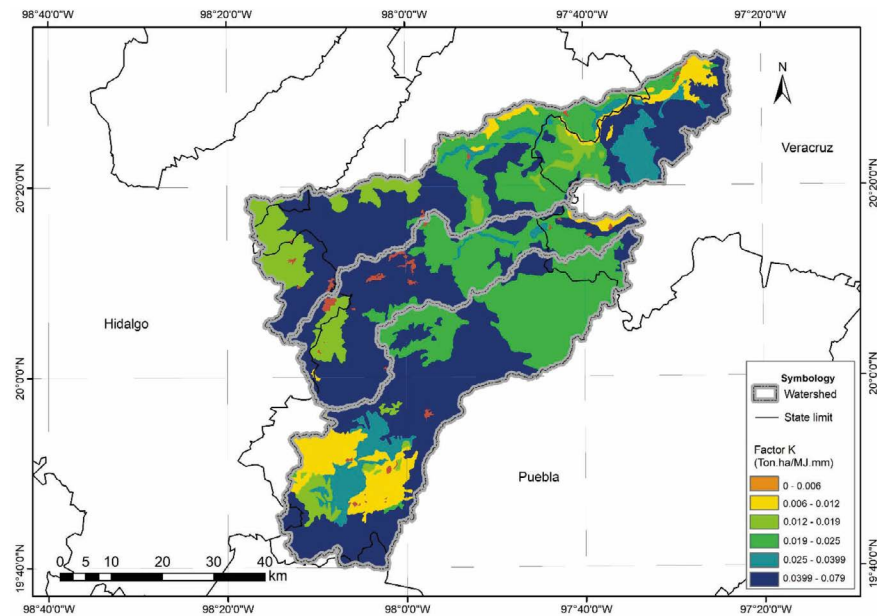 98°40'0"W 98°20'0"W 98°0'0"W 97°40'0"W 97°20'0"W
N
Veracruz
20°20'0"N 20°20'0"N
Hidalgo
20°0'0"N 20°0'0"N
Puebla
Symbology
Watershed
State limit
Factor K
(Ton.ha/MJ.mm)
0 - 0.006
0.006 - 0.012
0.012 - 0.019
0.019 - 0.025
0.025 - 0.0399
0.0399 - 0.079
19°40'0"N 19°40'0"N
0 5 10 20 30 40
km
98°40'0"W 98°20'0"W 98°0'0"W 97°40'0"W 97°20'0"W